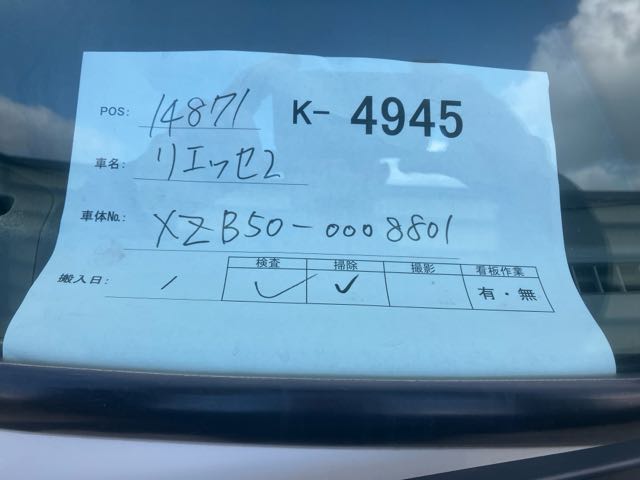 POS: 14871 K- 4945
車名: リエッセ2
車体No.: XZB50-0008801
検査 掃除 撮影 看板作業
搬入日: / ✓ ✓ 有・無